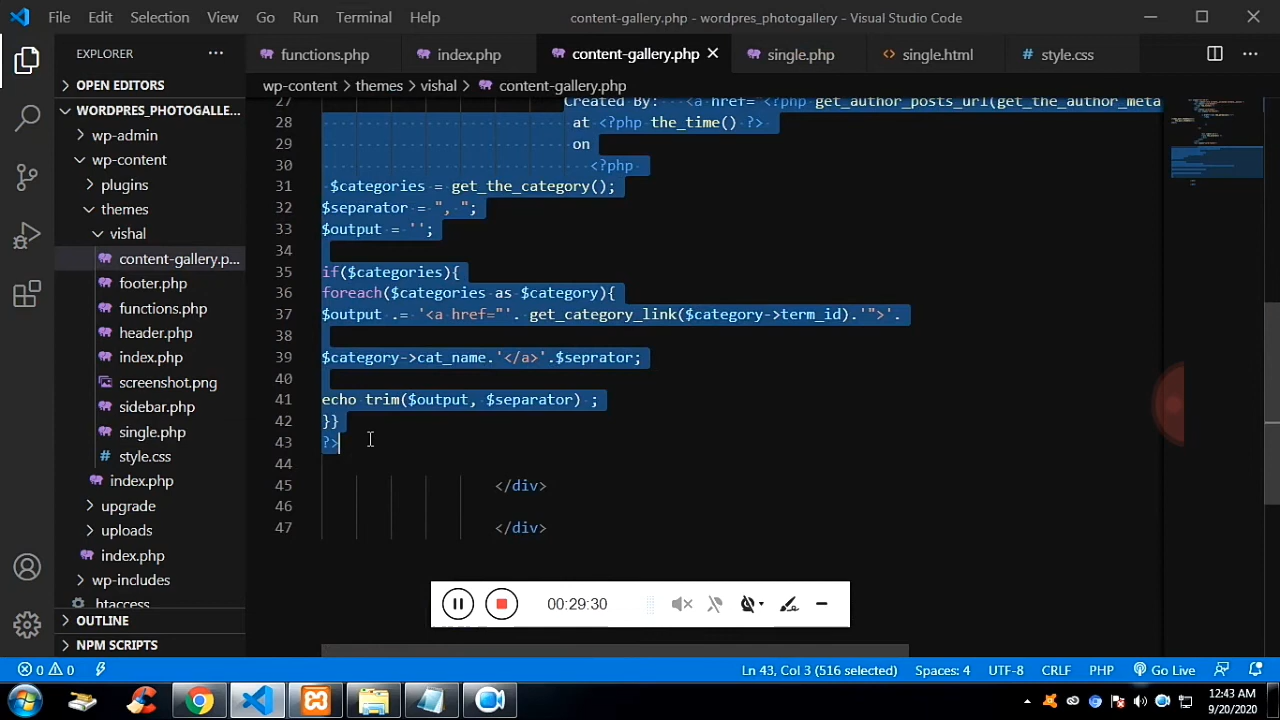 File Edit Selection View Go Run Terminal Help content-gallery.php - wordpres_photogallery - Visual Studio Code
EXPLORER
functions.php index.php content-gallery.php single.php single.html style.css
OPEN EDITORS
wp-content > themes > vishal > content-gallery.php
WORDPRES_PHOTOGALLE...
wp-admin
wp-content
plugins
themes
vishal
content-gallery.p...
footer.php
functions.php
header.php
index.php
screenshot.png
sidebar.php
single.php
style.css
index.php
upgrade
uploads
index.php
wp-includes
.htaccess
OUTLINE
NPM SCRIPTS
27 Created By: <a href="<?php get_author_posts_url(get_the_author_meta
28 at <?php the_time() ?>
29 on
30 <?php
31 $categories = get_the_category();
32 $separator = ", ";
33 $output = '';
34
35 if($categories){
36 foreach($categories as $category){
37 $output .= '<a href="'. get_category_link($category->term_id).'">'.
38
39 $category->cat_name.'</a>'.$seprator;
40
41 echo trim($output, $separator) ;
42 }}
43 ?>
44
45 </div>
46
47 </div>
00:29:30
0 0 Ln 43, Col 3 (516 selected) Spaces: 4 UTF-8 CRLF PHP Go Live
12:43 AM
9/20/2020